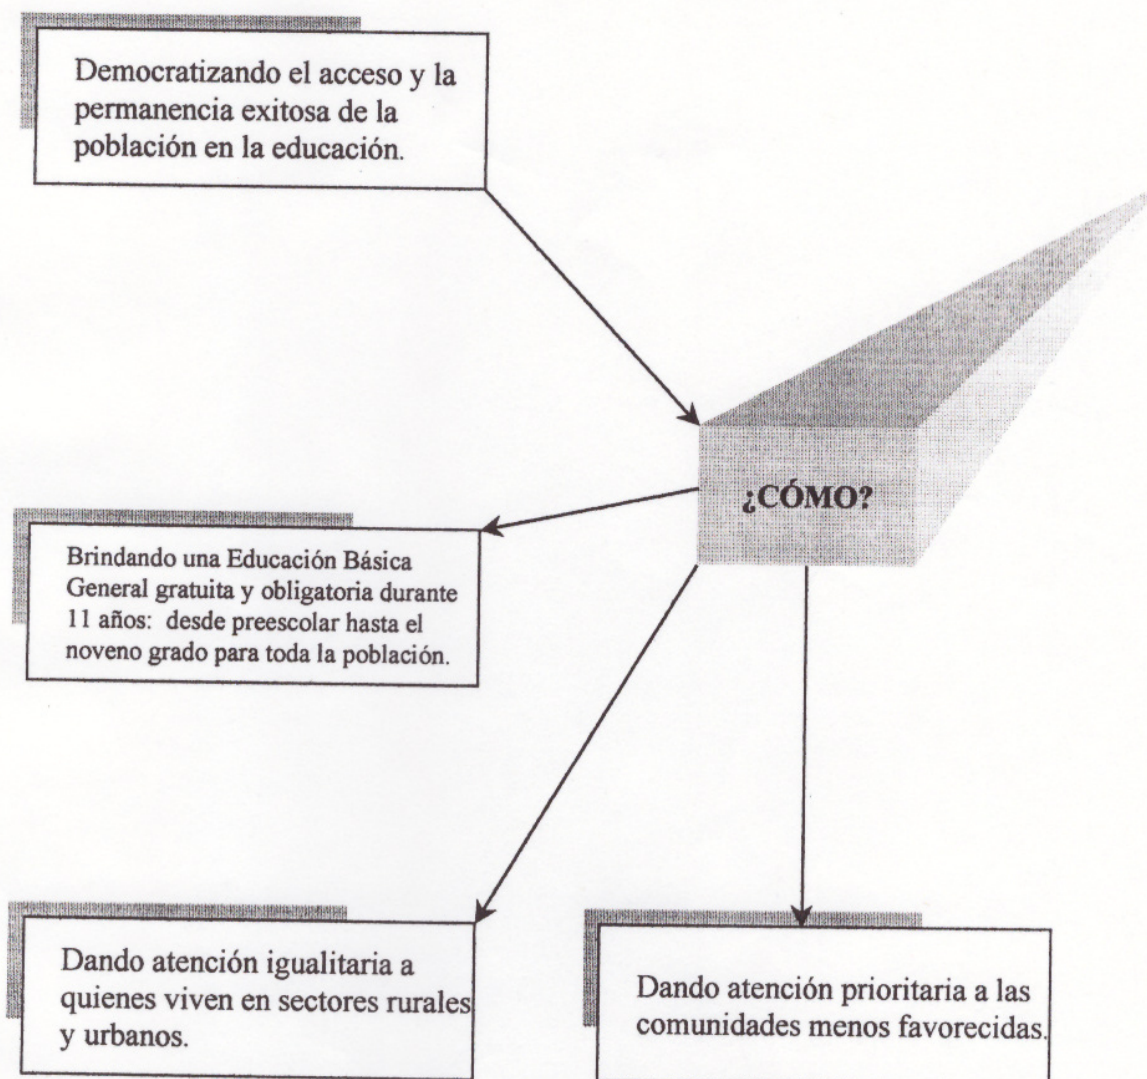 Democratizando el acceso y la
permanencia exitosa de la
población en la educación.
¿CÓMO?
Brindando una Educación Básica
General gratuita y obligatoria durante
11 años: desde preescolar hasta el
noveno grado para toda la población.
Dando atención igualitaria a
quienes viven en sectores rurales
y urbanos.
Dando atención prioritaria a las
comunidades menos favorecidas.